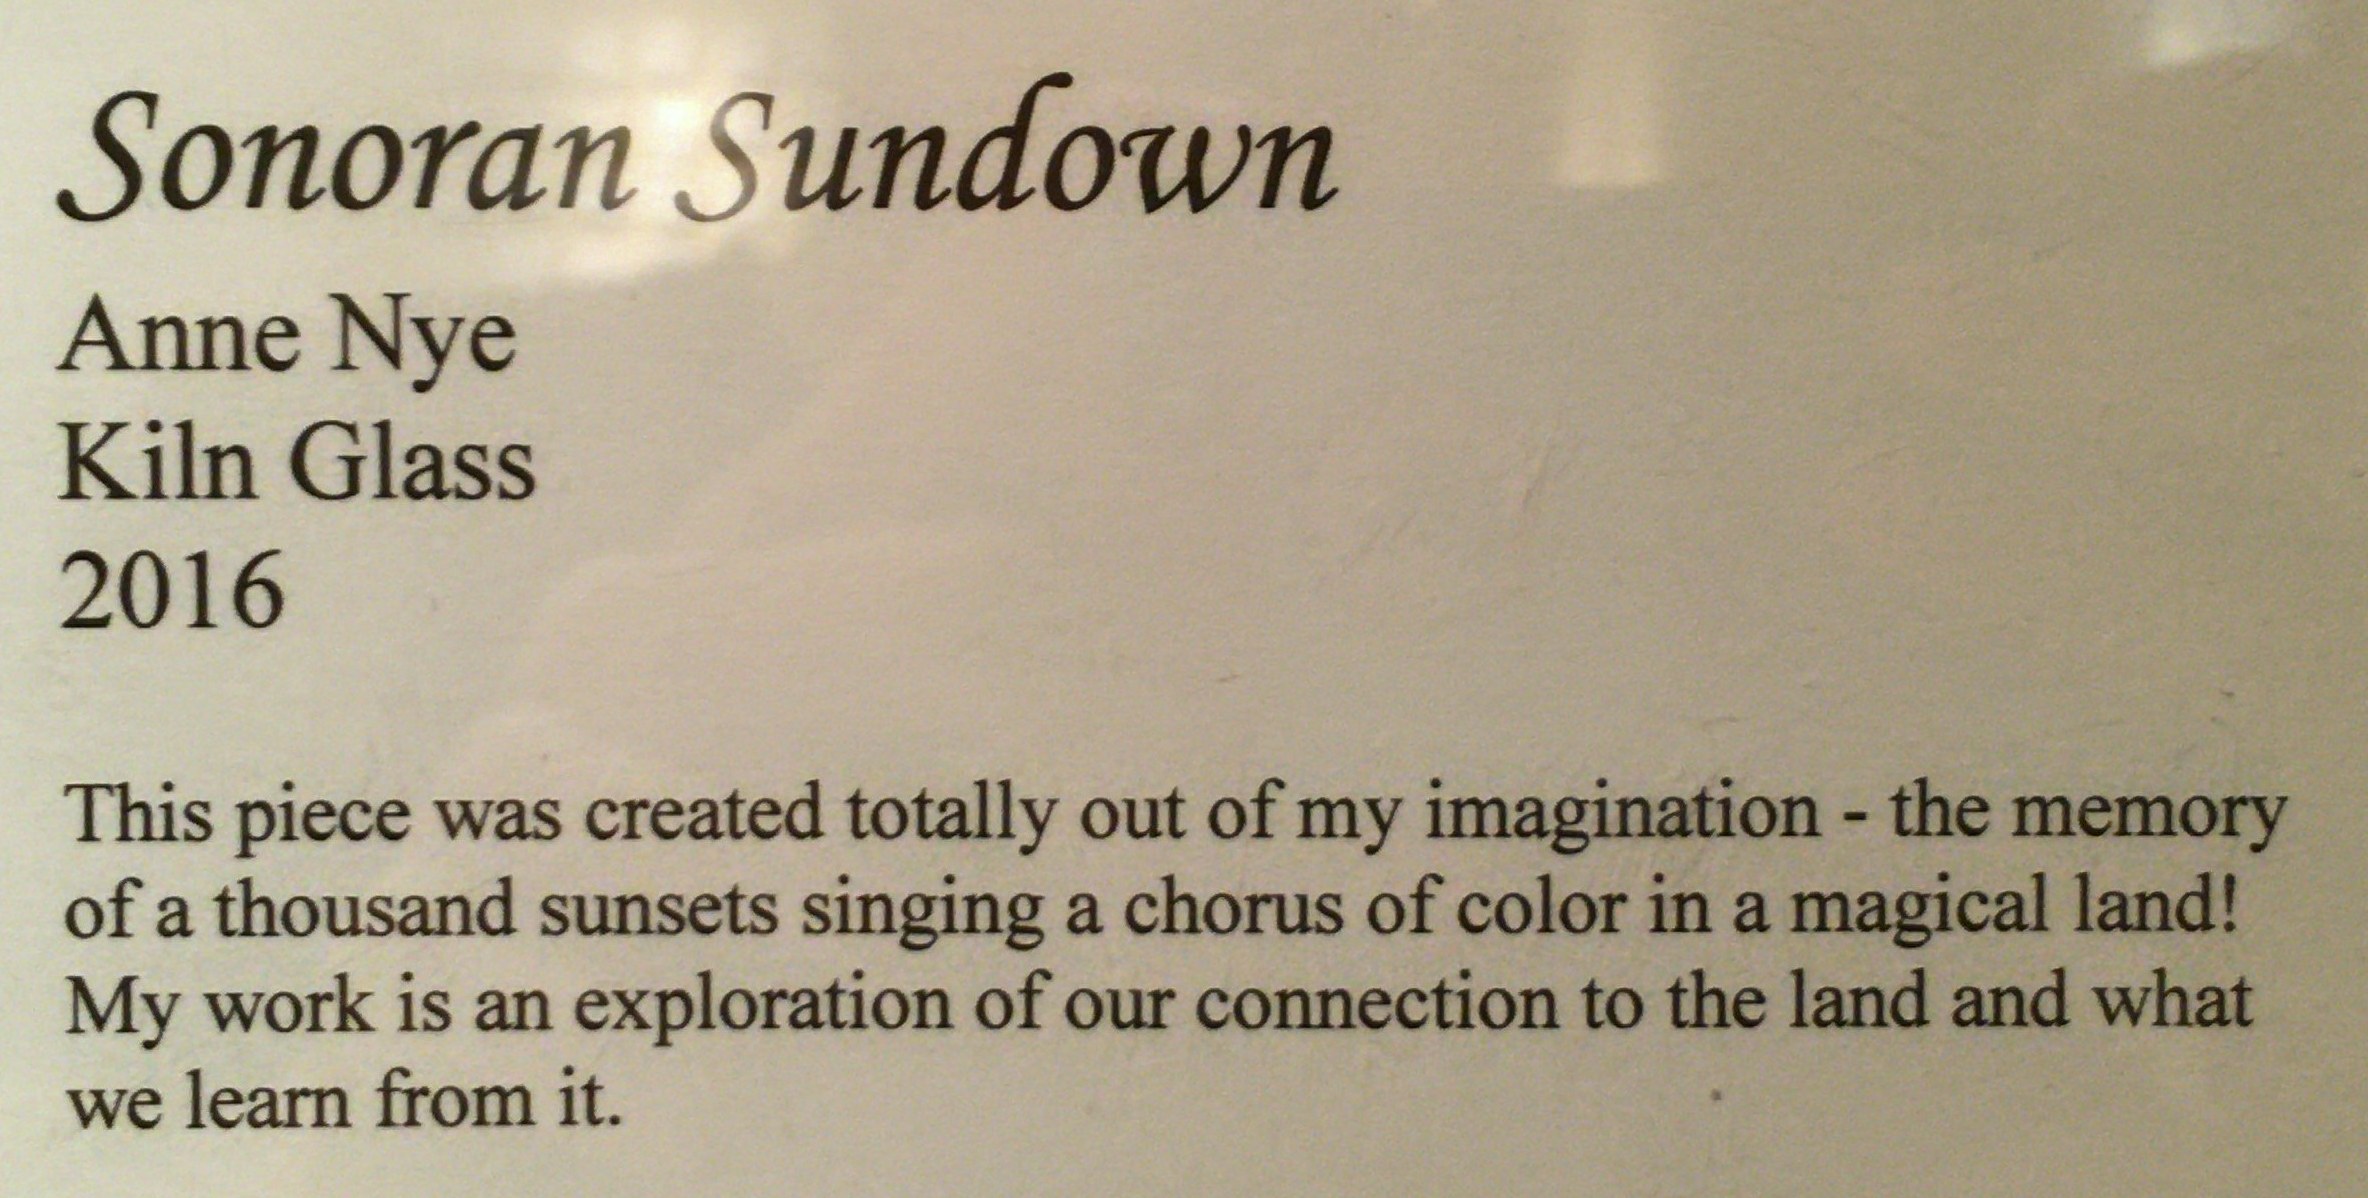 Sonoran Sundown
Anne Nye
Kiln Glass
2016
This piece was created totally out of my imagination - the memory
of a thousand sunsets singing a chorus of color in a magical land!
My work is an exploration of our connection to the land and what
we learn from it.